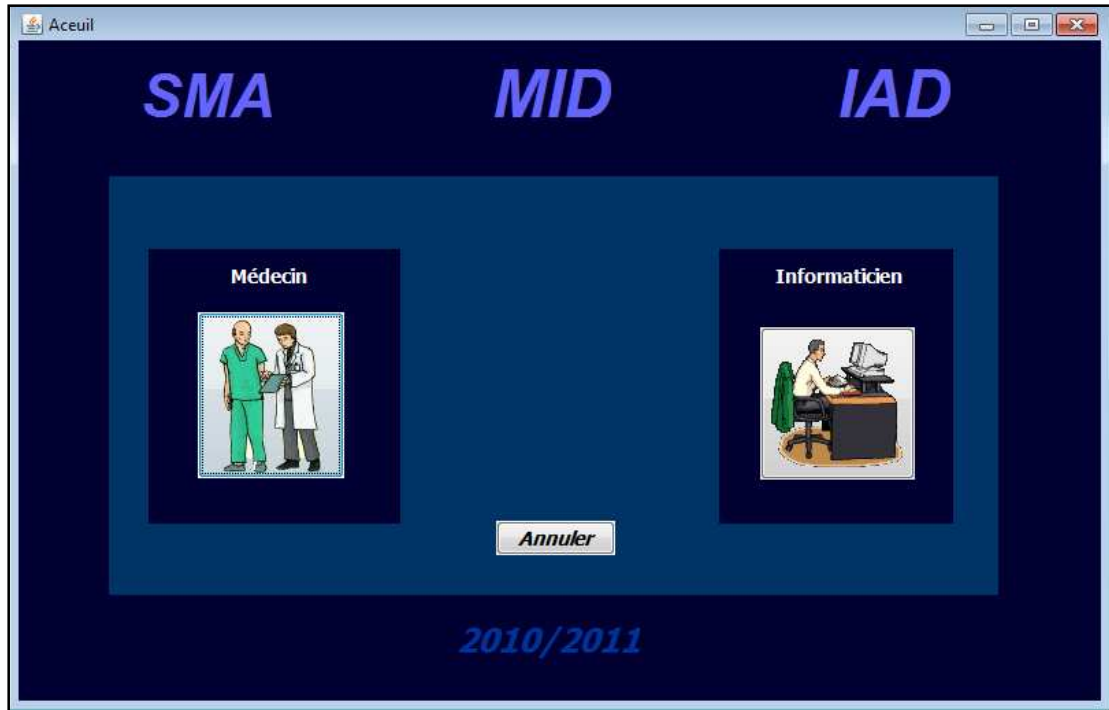 Aceuil
SMA MID IAD
Médecin Informaticien
Annuler
2010/2011